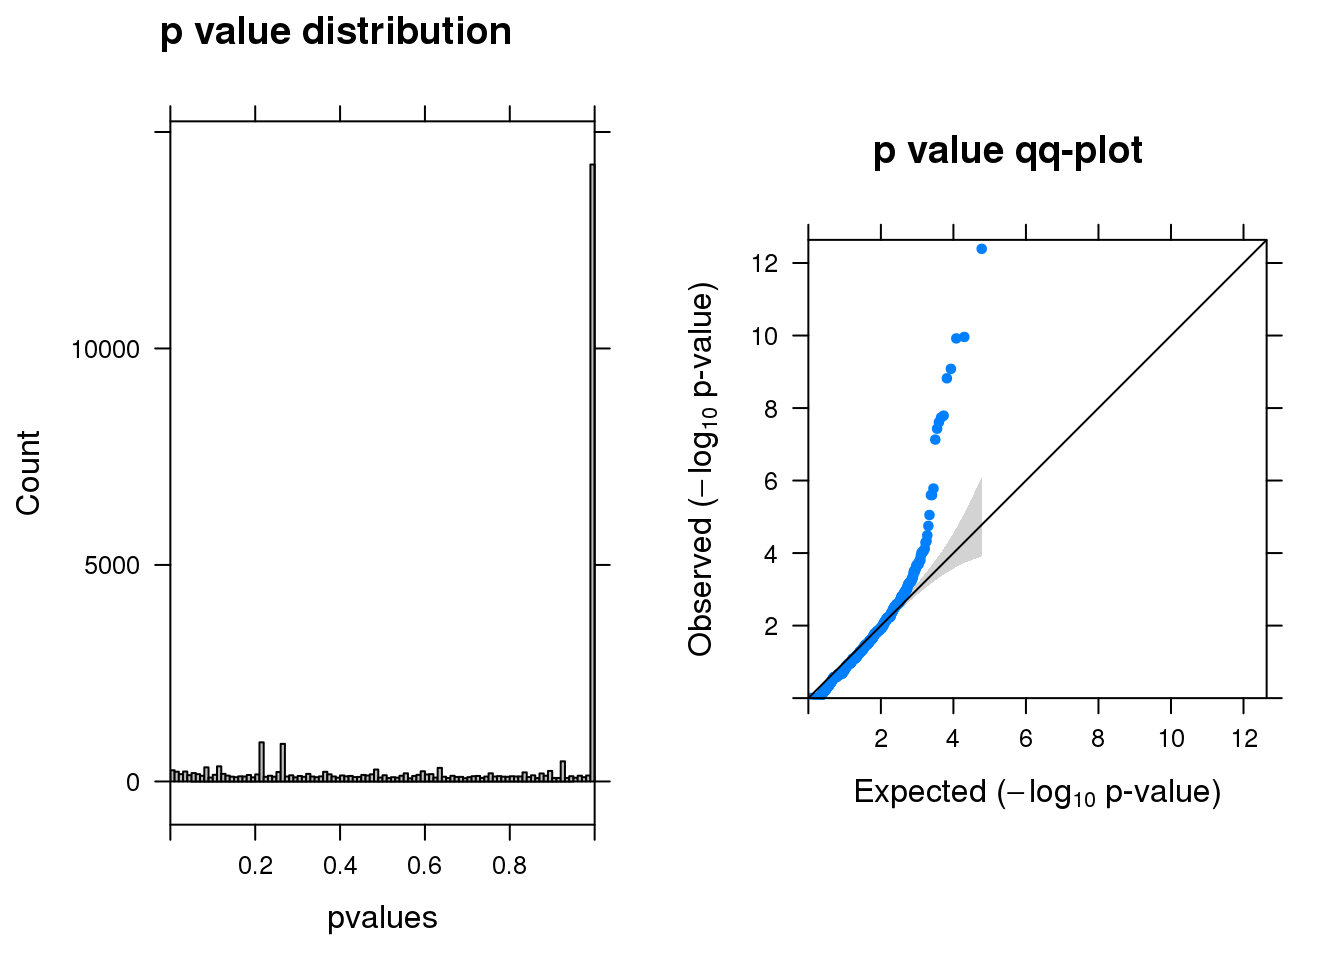 p value distribution
Count
10000
5000
0
0.2 0.4 0.6 0.8
pvalues
p value qq-plot
Observed (−log10 p-value)
12
10
8
6
4
2
2 4 6 8 10 12
Expected (−log10 p-value)